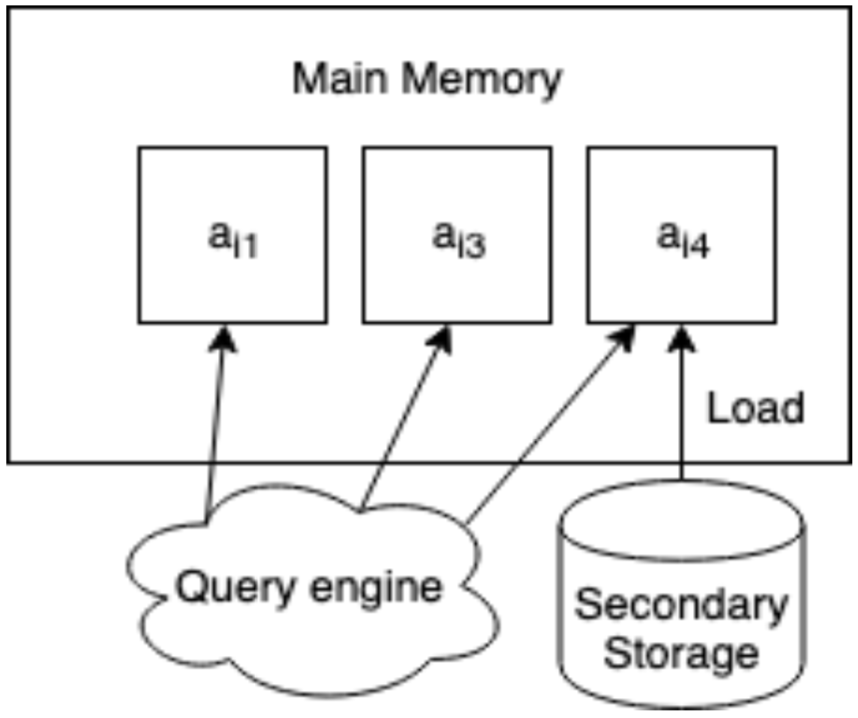 Main Memory
a_{i1} a_{i3} a_{i4}
Load
Query engine
Secondary
Storage